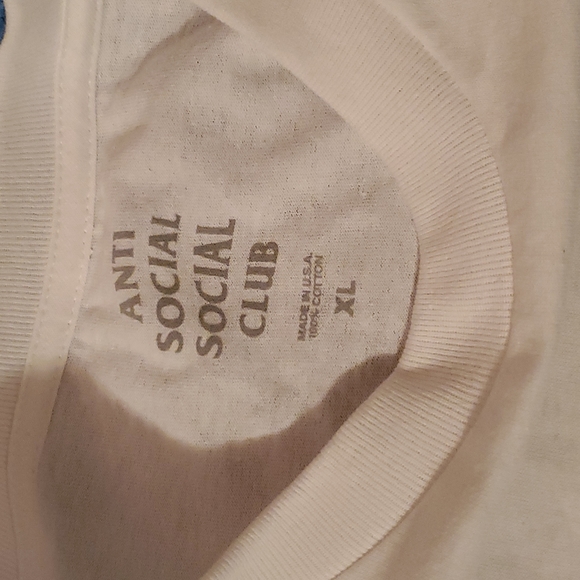 ANTI
SOCIAL
SOCIAL
CLUB
MADE IN U.S.A.
100% COTTON
XL